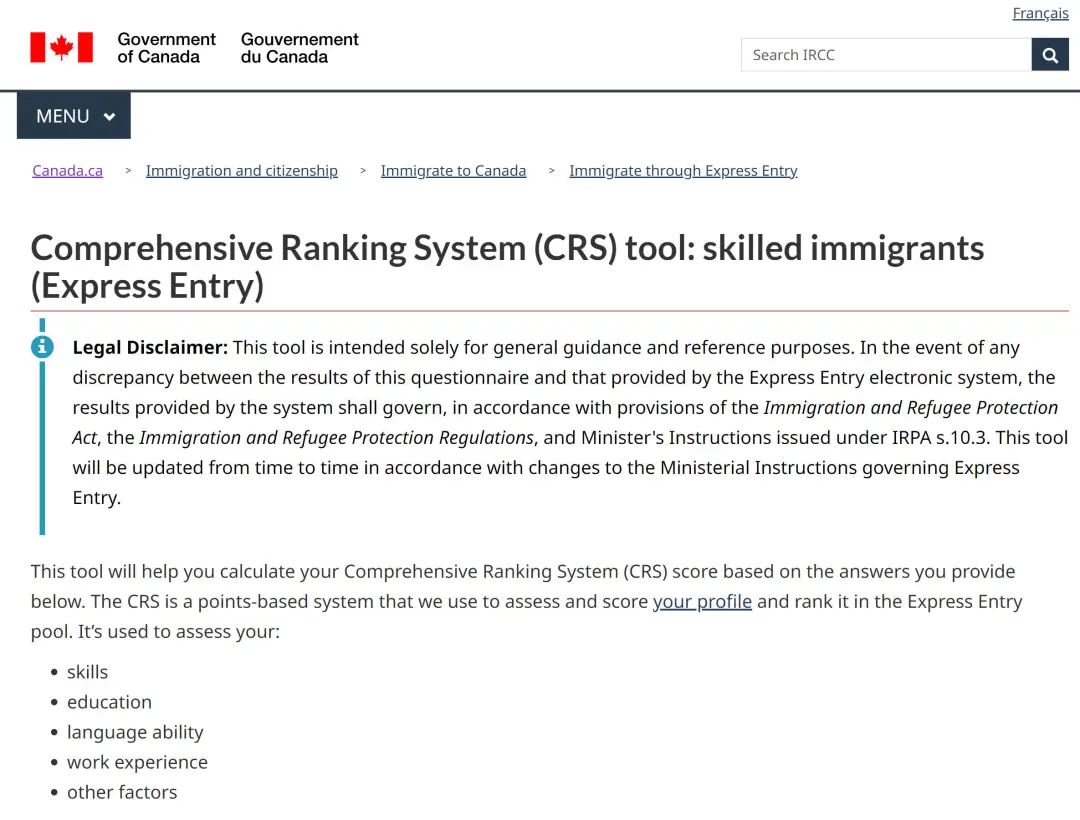 Français
Government of Canada
Gouvernement du Canada
Search IRCC
MENU
Canada.ca > Immigration and citizenship > Immigrate to Canada > Immigrate through Express Entry
Comprehensive Ranking System (CRS) tool: skilled immigrants
(Express Entry)
Legal Disclaimer: This tool is intended solely for general guidance and reference purposes. In the event of any
discrepancy between the results of this questionnaire and that provided by the Express Entry electronic system, the
results provided by the system shall govern, in accordance with provisions of the Immigration and Refugee Protection
Act, the Immigration and Refugee Protection Regulations, and Minister's Instructions issued under IRPA s.10.3. This tool
will be updated from time to time in accordance with changes to the Ministerial Instructions governing Express
Entry.
This tool will help you calculate your Comprehensive Ranking System (CRS) score based on the answers you provide
below. The CRS is a points-based system that we use to assess and score your profile and rank it in the Express Entry
pool. It’s used to assess your:
• skills
• education
• language ability
• work experience
• other factors